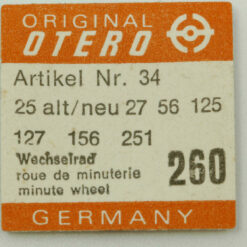 ORIGINAL
OTERO
Artikel Nr. 34
25 alt/neu 27 56 125
127 156 251
Wechselrad
roue de minuterie
minute wheel
260
GERMANY